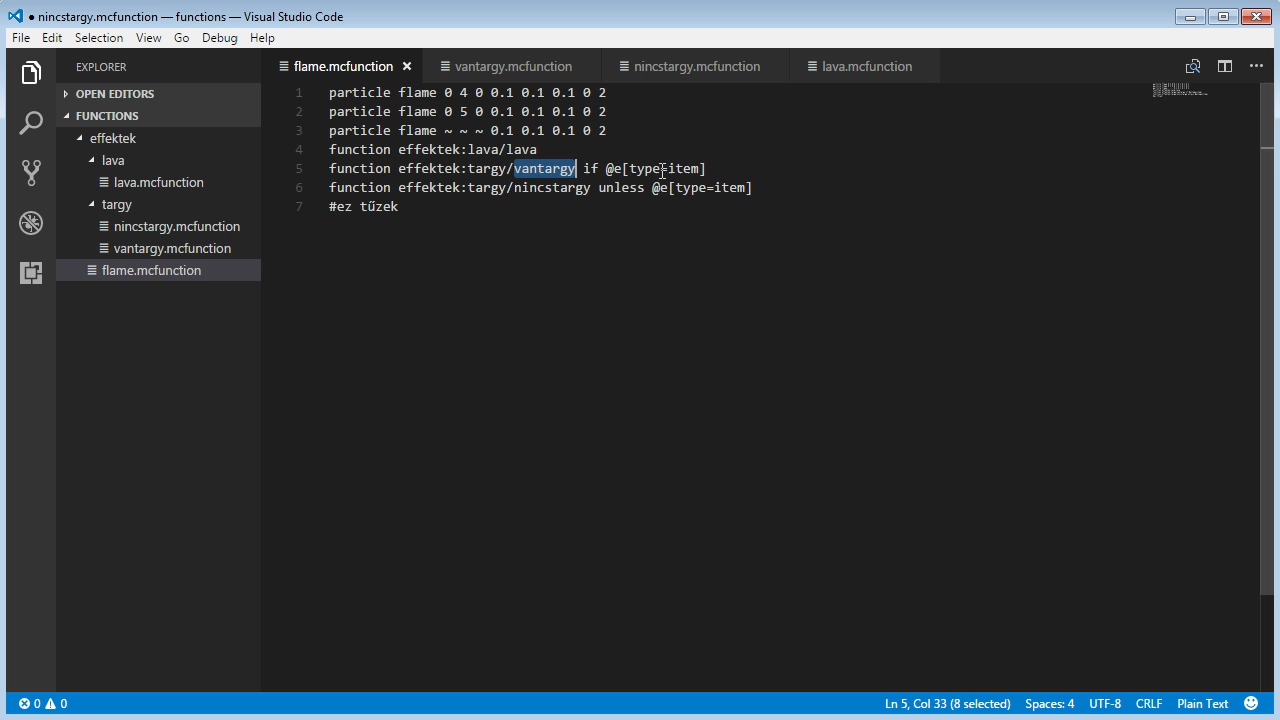 ● nincstargy.mcfunction — functions — Visual Studio Code
File Edit Selection View Go Debug Help
EXPLORER
flame.mcfunction × vantargy.mcfunction nincstargy.mcfunction lava.mcfunction
OPEN EDITORS
FUNCTIONS
effektek
lava
lava.mcfunction
targy
nincstargy.mcfunction
vantargy.mcfunction
flame.mcfunction
1 particle flame 0 4 0 0.1 0.1 0.1 0 2
2 particle flame 0 5 0 0.1 0.1 0.1 0 2
3 particle flame ~ ~ ~ 0.1 0.1 0.1 0 2
4 function effektek:lava/lava
5 function effektek:targy/vantargy if @e[type=item]
6 function effektek:targy/nincstargy unless @e[type=item]
7 #ez tűzek
0 0 Ln 5, Col 33 (8 selected) Spaces: 4 UTF-8 CRLF Plain Text